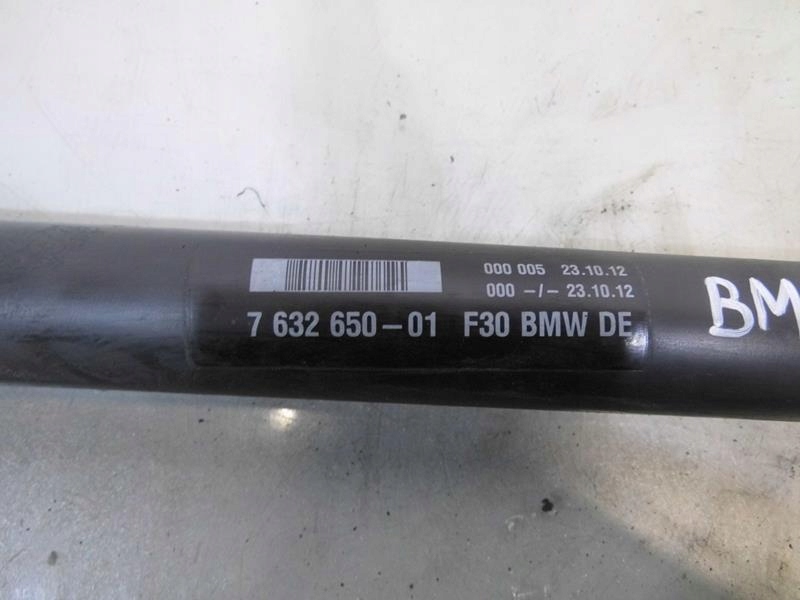 000 005 23.10.12
000 -/- 23.10.12
7 632 650-01 F30 BMW DE
BM